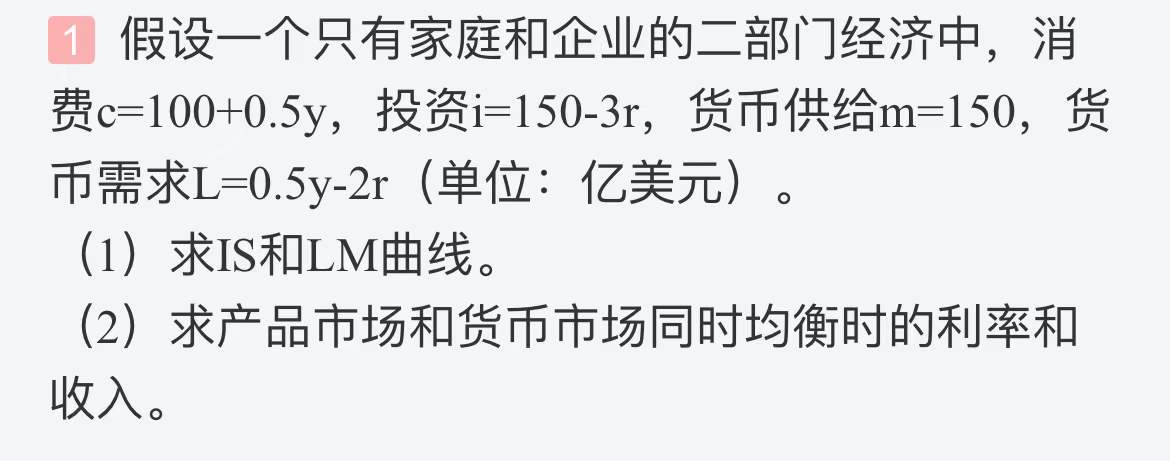 1 假设一个只有家庭和企业的二部门经济中，消
费c=100+0.5y，投资i=150-3r，货币供给m=150，货
币需求L=0.5y-2r（单位：亿美元）。
（1）求IS和LM曲线。
（2）求产品市场和货币市场同时均衡时的利率和
收入。